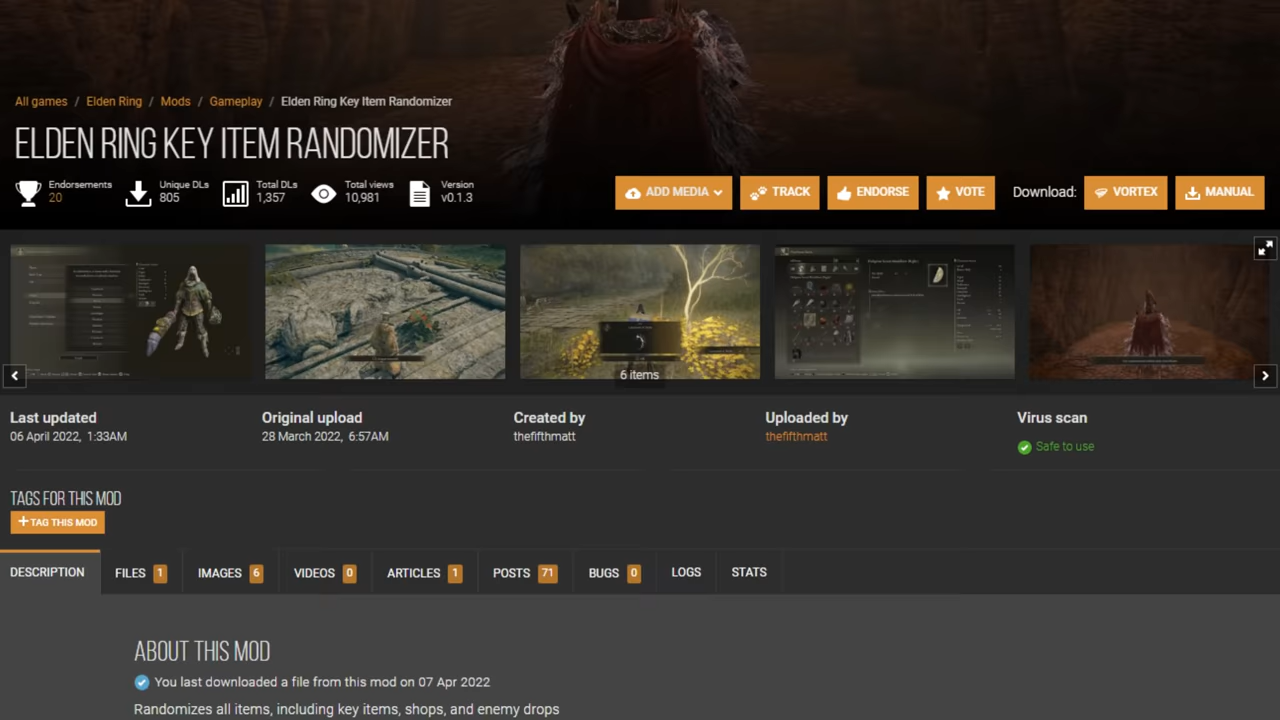 All games / Elden Ring / Mods / Gameplay / Elden Ring Key Item Randomizer
ELDEN RING KEY ITEM RANDOMIZER
Endorsements 20
Unique DLs 805
Total DLs 1,357
Total views 10,981
Version v0.1.3
ADD MEDIA
TRACK
ENDORSE
VOTE
Download:
VORTEX
MANUAL
6 items
Last updated
06 April 2022, 1:33AM
Original upload
28 March 2022, 6:57AM
Created by
thefifthmatt
Uploaded by
thefifthmatt
Virus scan
Safe to use
TAGS FOR THIS MOD
+ TAG THIS MOD
DESCRIPTION
FILES 1
IMAGES 6
VIDEOS 0
ARTICLES 1
POSTS 71
BUGS 0
LOGS
STATS
ABOUT THIS MOD
You last downloaded a file from this mod on 07 Apr 2022
Randomizes all items, including key items, shops, and enemy drops